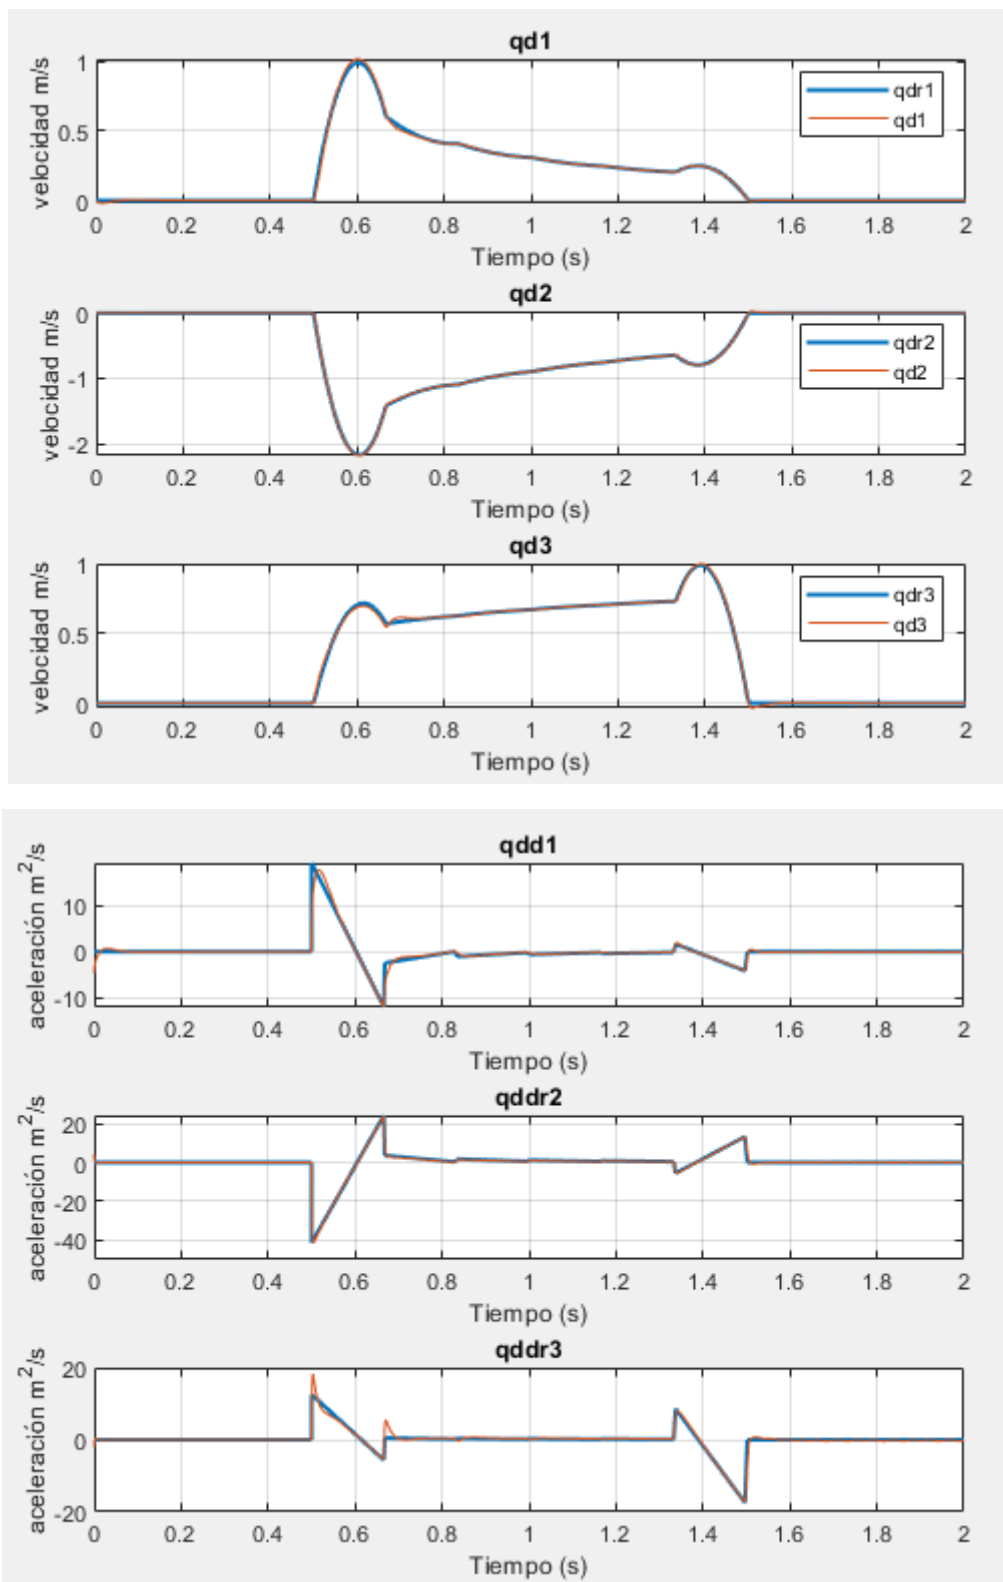 qd1
velocidad m/s
1
0.5
0
qdr1
qd1
0 0.2 0.4 0.6 0.8 1 1.2 1.4 1.6 1.8 2
Tiempo (s)
qd2
velocidad m/s
0
-1
-2
qdr2
qd2
0 0.2 0.4 0.6 0.8 1 1.2 1.4 1.6 1.8 2
Tiempo (s)
qd3
velocidad m/s
1
0.5
0
qdr3
qd3
0 0.2 0.4 0.6 0.8 1 1.2 1.4 1.6 1.8 2
Tiempo (s)
qdd1
aceleración m²/s
10
0
-10
0 0.2 0.4 0.6 0.8 1 1.2 1.4 1.6 1.8 2
Tiempo (s)
qddr2
aceleración m²/s
20
0
-20
-40
0 0.2 0.4 0.6 0.8 1 1.2 1.4 1.6 1.8 2
Tiempo (s)
qddr3
aceleración m²/s
20
0
-20
0 0.2 0.4 0.6 0.8 1 1.2 1.4 1.6 1.8 2
Tiempo (s)